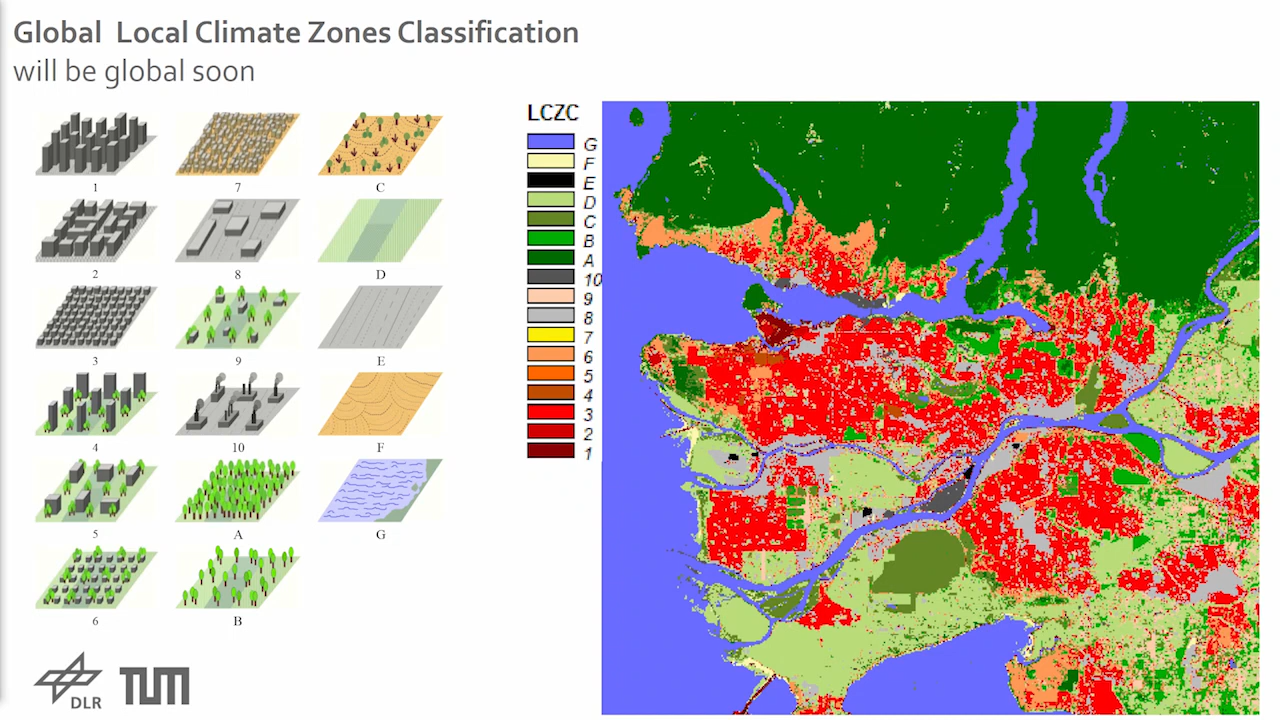 Global Local Climate Zones Classification
will be global soon
1
7
C
2
8
D
3
9
E
4
10
F
5
A
G
6
B
LCZC
G
F
E
D
C
B
A
10
9
8
7
6
5
4
3
2
1
DLR
TUM